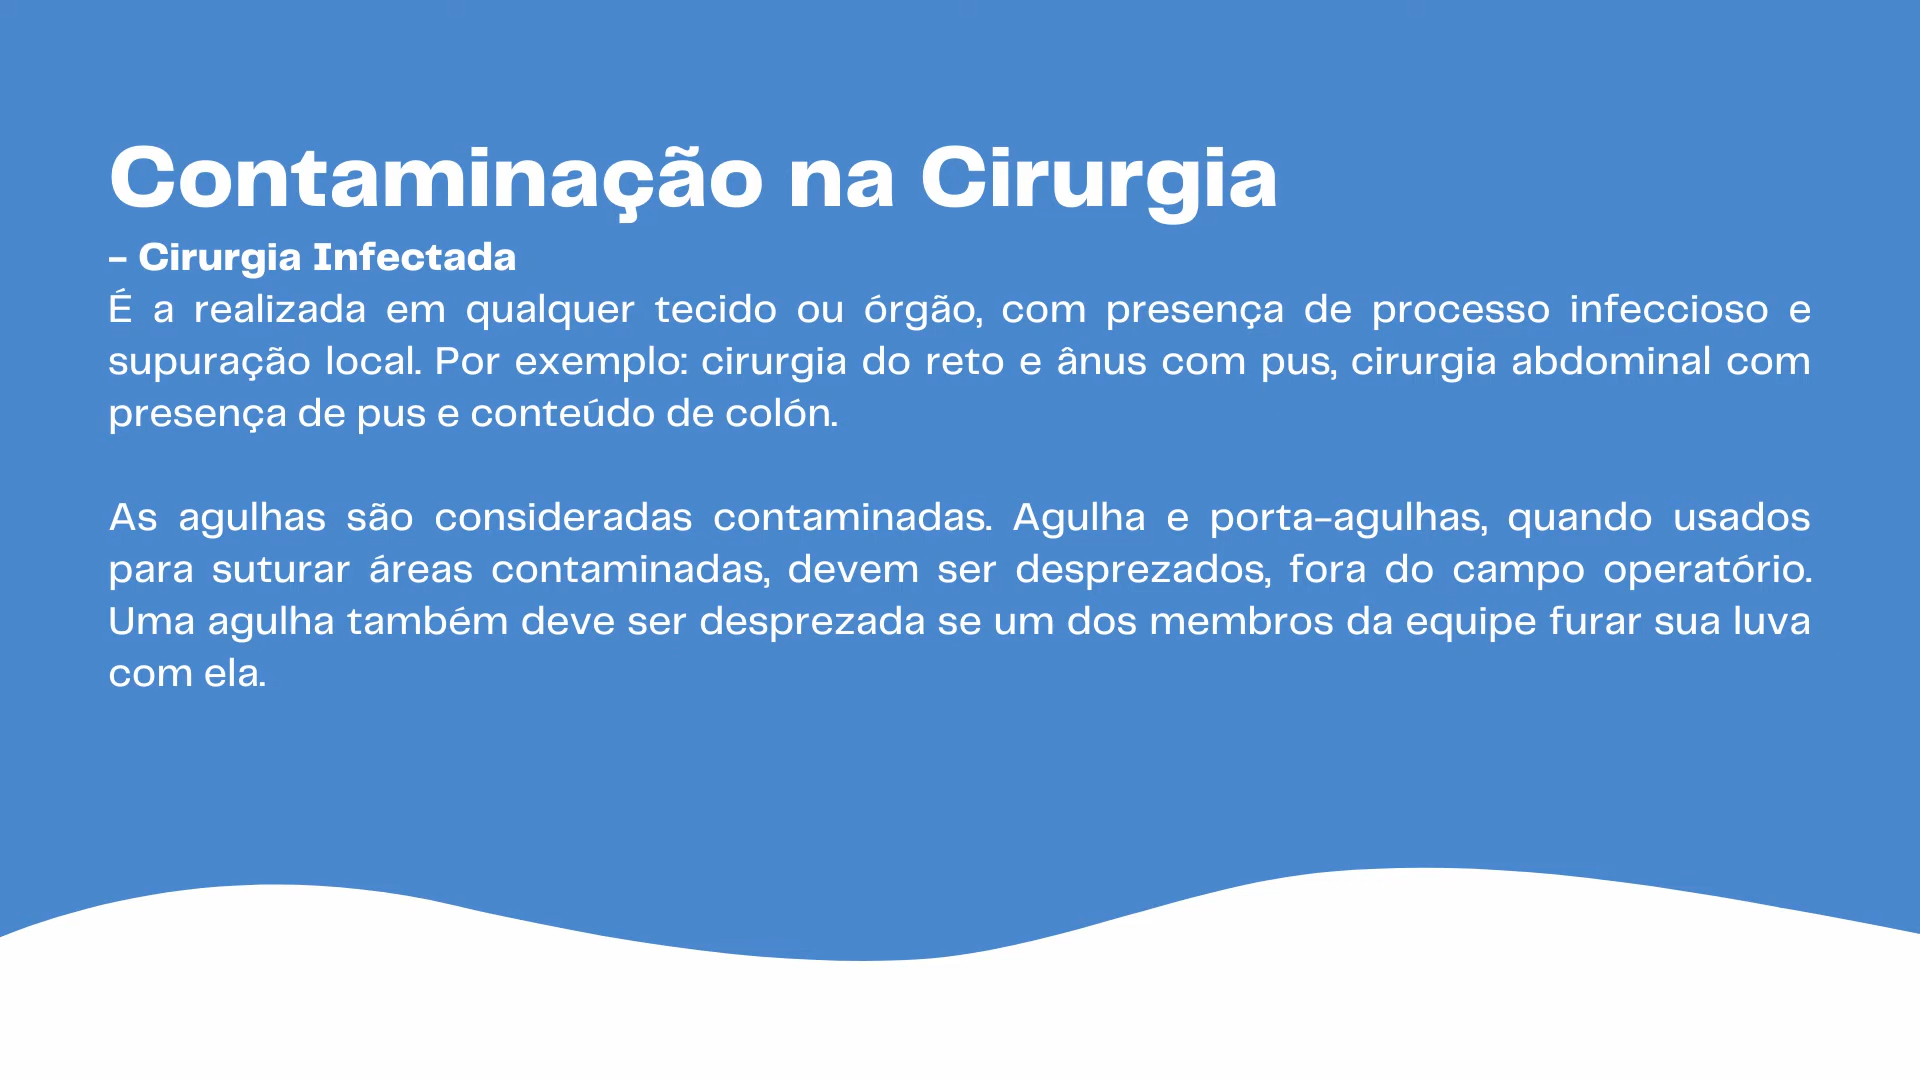 Contaminação na Cirurgia
– Cirurgia Infectada
É a realizada em qualquer tecido ou órgão, com presença de processo infeccioso e
supuração local. Por exemplo: cirurgia do reto e ânus com pus, cirurgia abdominal com
presença de pus e conteúdo de colón.
As agulhas são consideradas contaminadas. Agulha e porta-agulhas, quando usados
para suturar áreas contaminadas, devem ser desprezados, fora do campo operatório.
Uma agulha também deve ser desprezada se um dos membros da equipe furar sua luva
com ela.